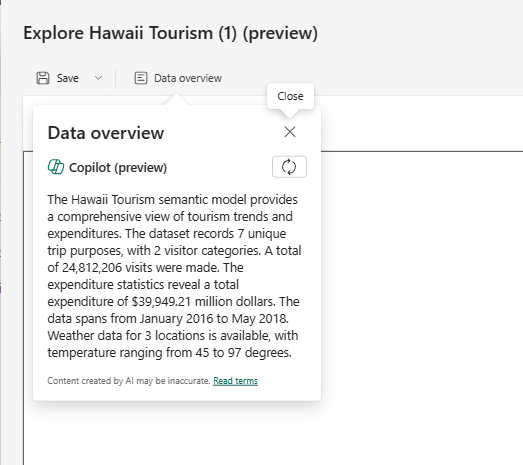 Explore Hawaii Tourism (1) (preview)
Save
Data overview
Close
Data overview
Copilot (preview)
The Hawaii Tourism semantic model provides
a comprehensive view of tourism trends and
expenditures. The dataset records 7 unique
trip purposes, with 2 visitor categories. A total
of 24,812,206 visits were made. The
expenditure statistics reveal a total
expenditure of $39,949.21 million dollars. The
data spans from January 2016 to May 2018.
Weather data for 3 locations is available, with
temperature ranging from 45 to 97 degrees.
Content created by AI may be inaccurate. Read terms